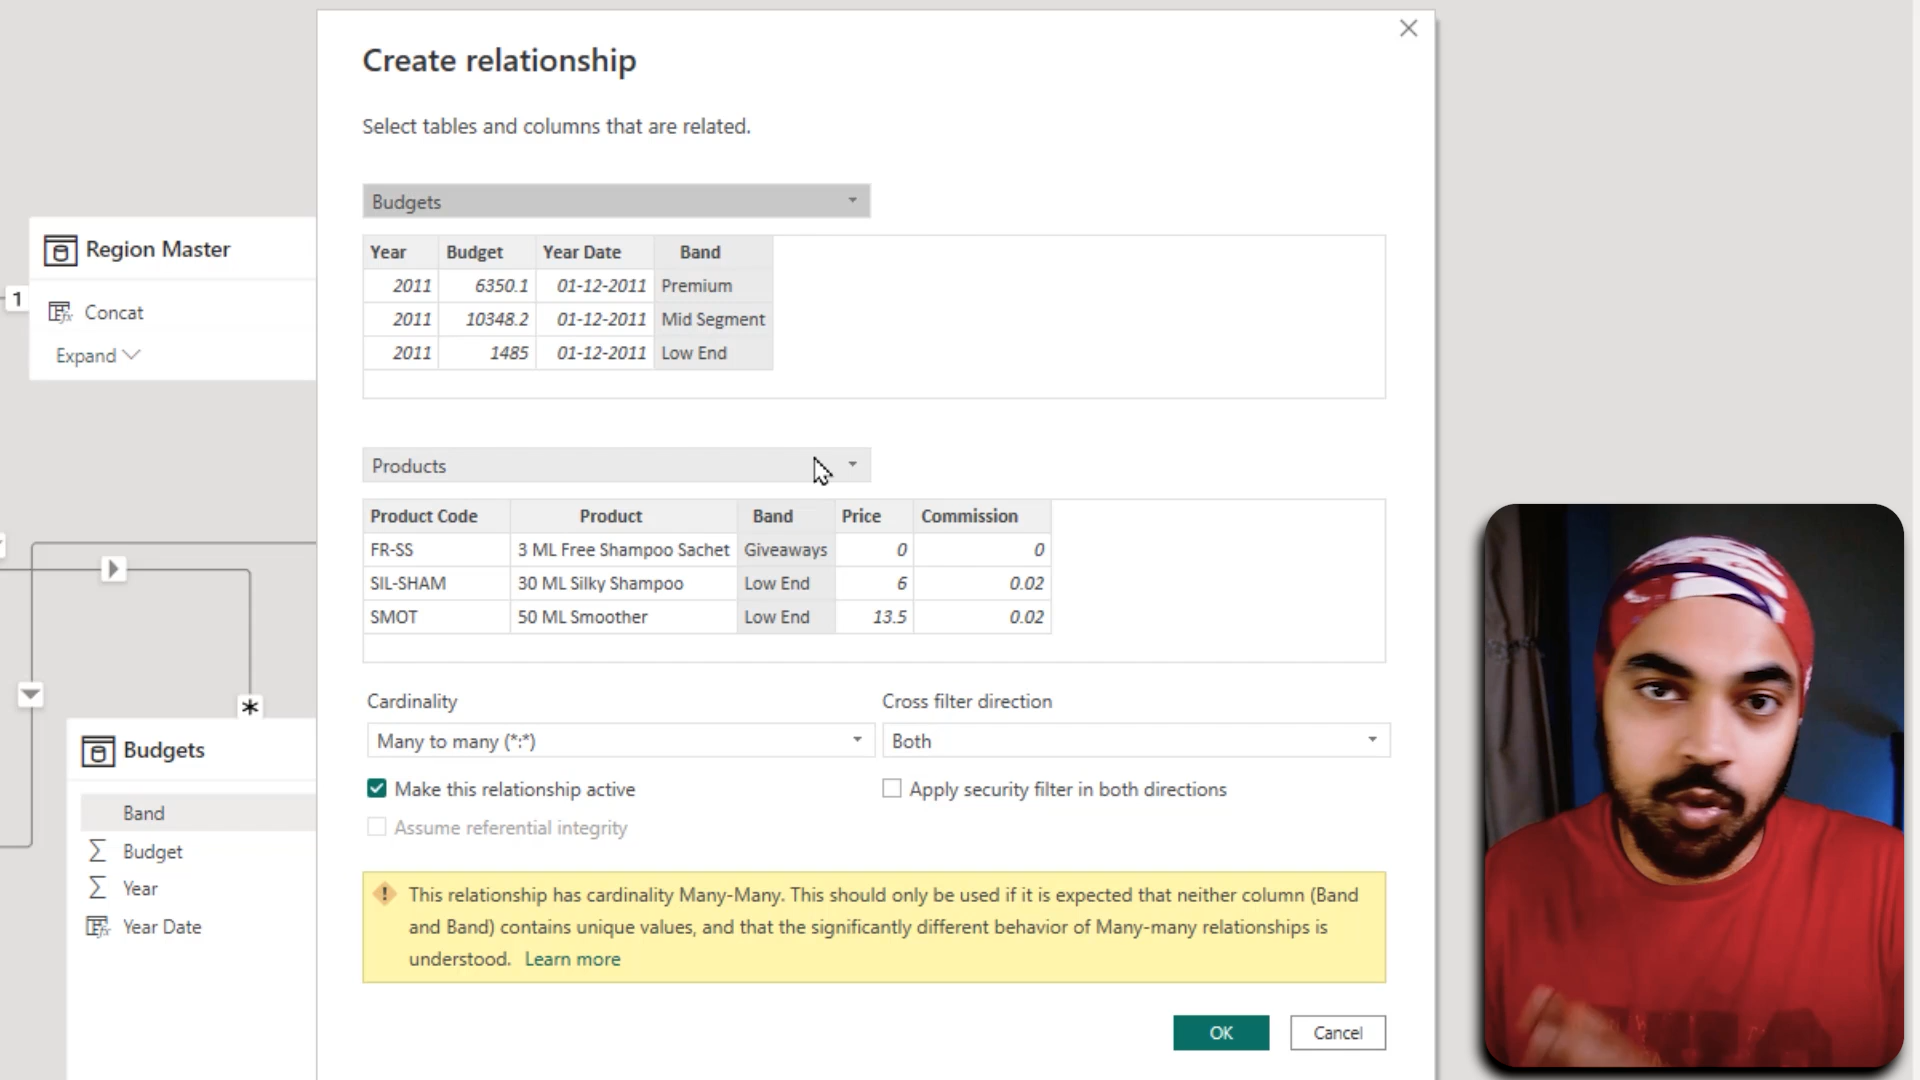 Create relationship
Select tables and columns that are related.
Budgets
Year Budget Year Date Band
2011 6350.1 01-12-2011 Premium
2011 10348.2 01-12-2011 Mid Segment
2011 1485 01-12-2011 Low End
Products
Product Code Product Band Price Commission
FR-SS 3 ML Free Shampoo Sachet Giveaways 0 0
SIL-SHAM 30 ML Silky Shampoo Low End 6 0.02
SMOT 50 ML Smoother Low End 13.5 0.02
Cardinality
Many to many (*:*)
Cross filter direction
Both
Make this relationship active
Apply security filter in both directions
Assume referential integrity
This relationship has cardinality Many-Many. This should only be used if it is expected that neither column (Band
and Band) contains unique values, and that the significantly different behavior of Many-many relationships is
understood. Learn more
OK
Cancel
Region Master
1
Concat
Expand
*
Budgets
Band
Budget
Year
Year Date